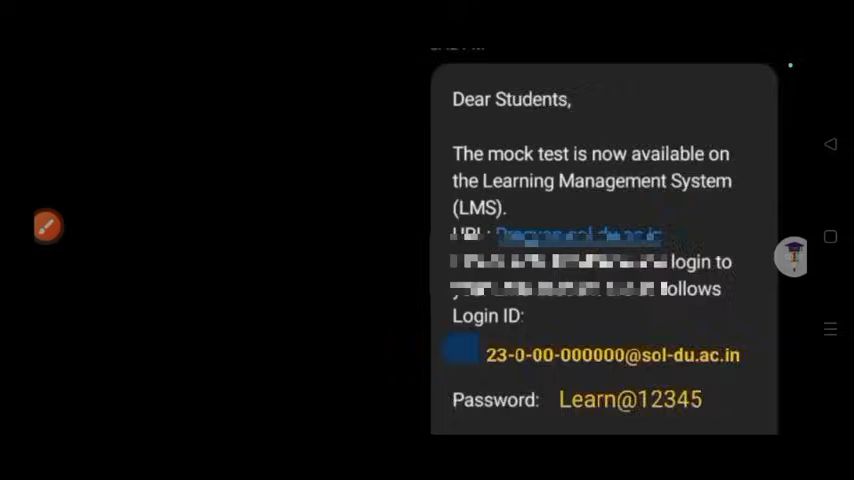 Dear Students,
The mock test is now available on
the Learning Management System
(LMS).
login to
follows
Login ID:
23-0-00-000000@sol-du.ac.in
Password: Learn@12345